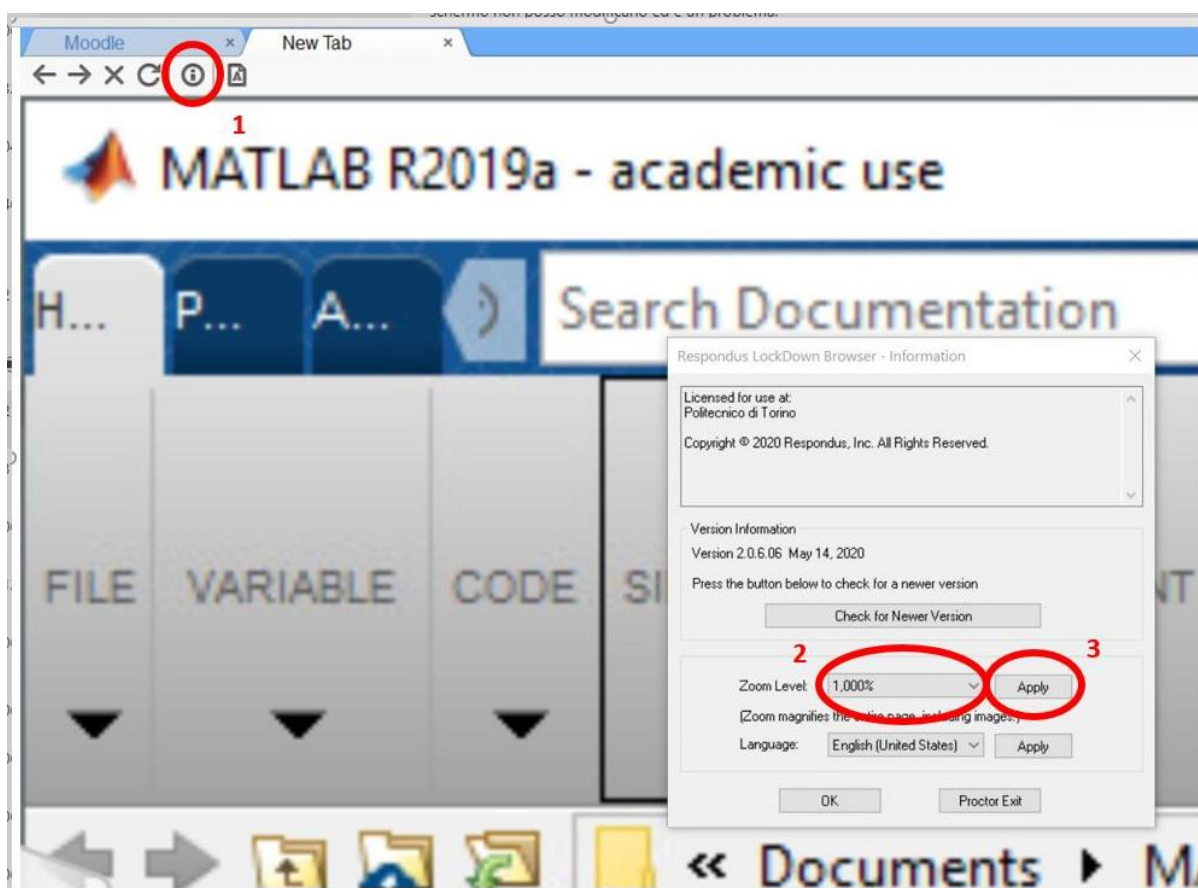 Moodle × New Tab ×
1
MATLAB R2019a - academic use
H... P... A... Search Documentation
FILE VARIABLE CODE SI NT
Respondus LockDown Browser - Information
Licensed for use at:
Politecnico di Torino
Copyright © 2020 Respondus, Inc. All Rights Reserved.
Version Information
Version 2.0.6.06 May 14, 2020
Press the button below to check for a newer version
Check for Newer Version
2 3
Zoom Level: 1,000% Apply
(Zoom magnifies the entire page, including images.)
Language: English (United States) Apply
OK Proctor Exit
« Documents M